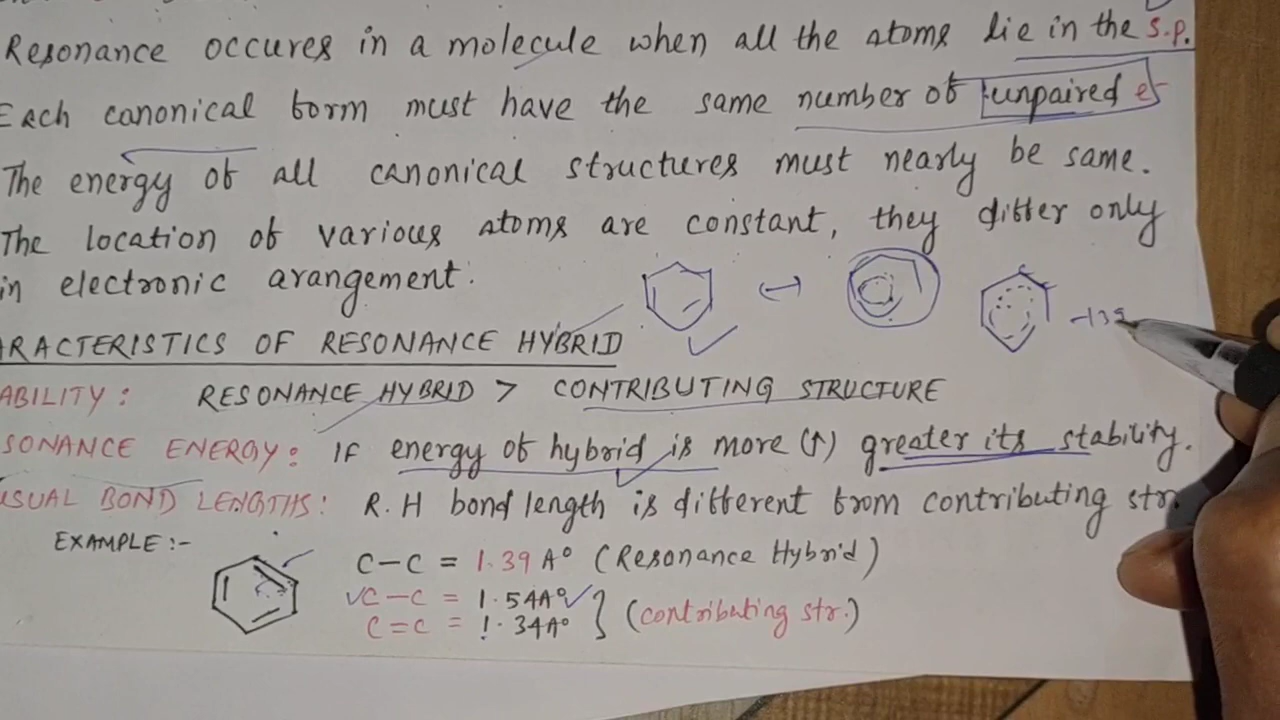 Resonance occures in a molecule when all the atoms lie in the s.p.
Each canonical form must have the same number of unpaired e-
The energy of all canonical structures must nearly be same.
The location of various atoms are constant, they differ only
in electronic arangement.
-139
ARACTERISTICS OF RESONANCE HYBRID
ABILITY: RESONANCE HYBRID > CONTRIBUTING STRUCTURE
SONANCE ENERGY: IF energy of hybrid is more (↑) greater its stability.
USUAL BOND LENGTHS: R.H bond length is different from contributing str.
EXAMPLE:-
C-C = 1.39 A° (Resonance Hybrid)
C-C = 1.54A° } (contributing str.)
C=C = 1.34A°